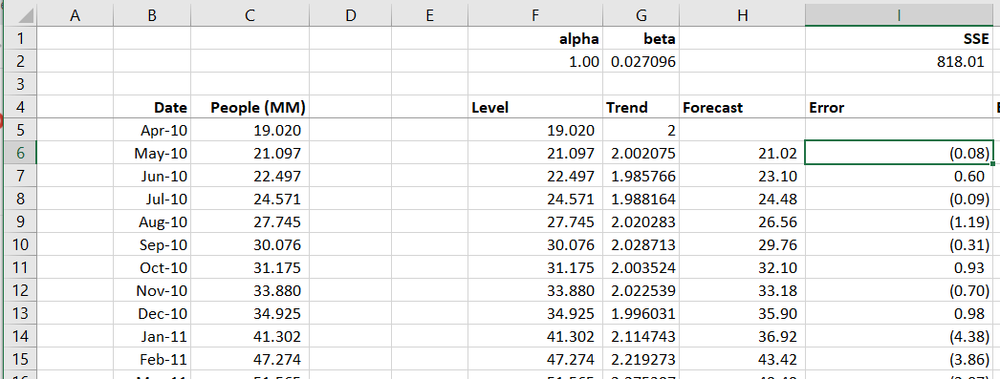 A B C D E F G H I
1 alpha beta SSE
2 1.00 0.027096 818.01
3
4 Date People (MM) Level Trend Forecast Error
5 Apr-10 19.020 19.020 2
6 May-10 21.097 21.097 2.002075 21.02 (0.08)
7 Jun-10 22.497 22.497 1.985766 23.10 0.60
8 Jul-10 24.571 24.571 1.988164 24.48 (0.09)
9 Aug-10 27.745 27.745 2.020283 26.56 (1.19)
10 Sep-10 30.076 30.076 2.028713 29.76 (0.31)
11 Oct-10 31.175 31.175 2.003524 32.10 0.93
12 Nov-10 33.880 33.880 2.022539 33.18 (0.70)
13 Dec-10 34.925 34.925 1.996031 35.90 0.98
14 Jan-11 41.302 41.302 2.114743 36.92 (4.38)
15 Feb-11 47.274 47.274 2.219273 43.42 (3.86)